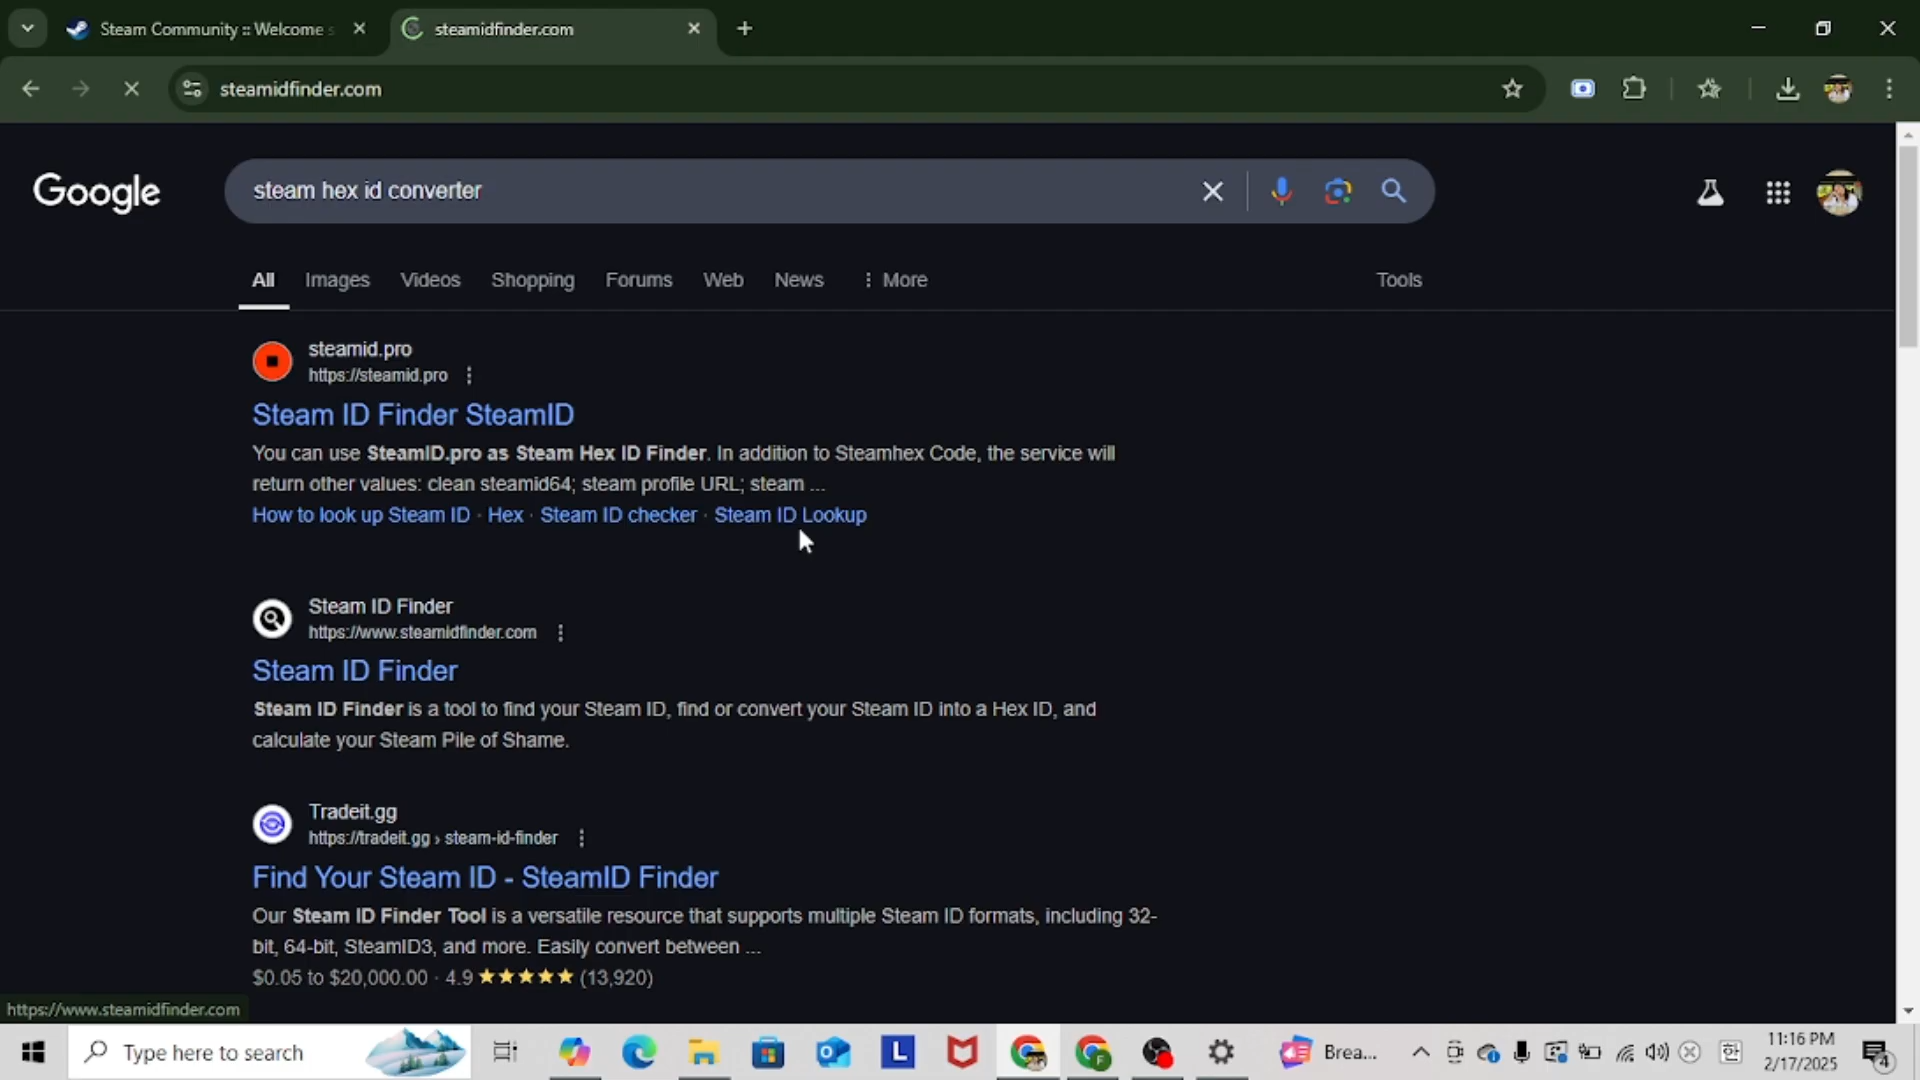 Steam Community :: Welcome
steamidfinder.com
steamidfinder.com
Google
steam hex id converter
All Images Videos Shopping Forums Web News More Tools
steamid.pro
https://steamid.pro
Steam ID Finder SteamID
You can use SteamID.pro as Steam Hex ID Finder. In addition to Steamhex Code, the service will
return other values: clean steamid64; steam profile URL; steam ...
How to look up Steam ID · Hex · Steam ID checker · Steam ID Lookup
Steam ID Finder
https://www.steamidfinder.com
Steam ID Finder
Steam ID Finder is a tool to find your Steam ID, find or convert your Steam ID into a Hex ID, and
calculate your Steam Pile of Shame.
Tradeit.gg
https://tradeit.gg › steam-id-finder
Find Your Steam ID - SteamID Finder
Our Steam ID Finder Tool is a versatile resource that supports multiple Steam ID formats, including 32-
bit, 64-bit, SteamID3, and more. Easily convert between ...
$0.05 to $20,000.00 · 4.9 ★★★★★ (13,920)
https://www.steamidfinder.com
Type here to search
L
F
Brea...
11:16 PM
2/17/2025
4